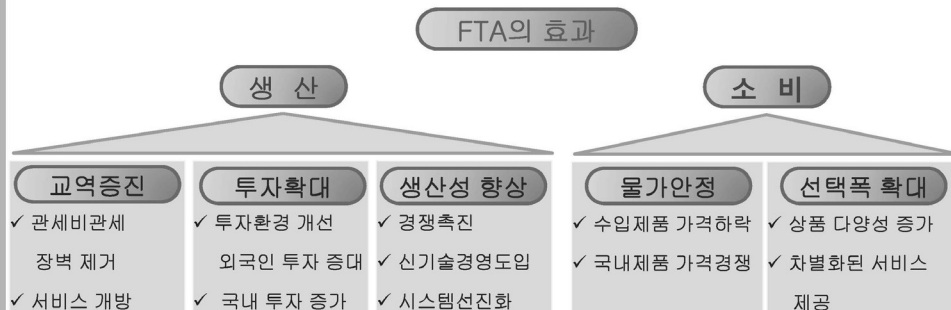 FTA의 효과
생 산
소 비
교역증진
✓ 관세비관세
장벽 제거
✓ 서비스 개방
투자확대
✓ 투자환경 개선
외국인 투자 증대
✓ 국내 투자 증가
생산성 향상
✓ 경쟁촉진
✓ 신기술경영도입
✓ 시스템선진화
물가안정
✓ 수입제품 가격하락
✓ 국내제품 가격경쟁
선택폭 확대
✓ 상품 다양성 증가
✓ 차별화된 서비스
제공